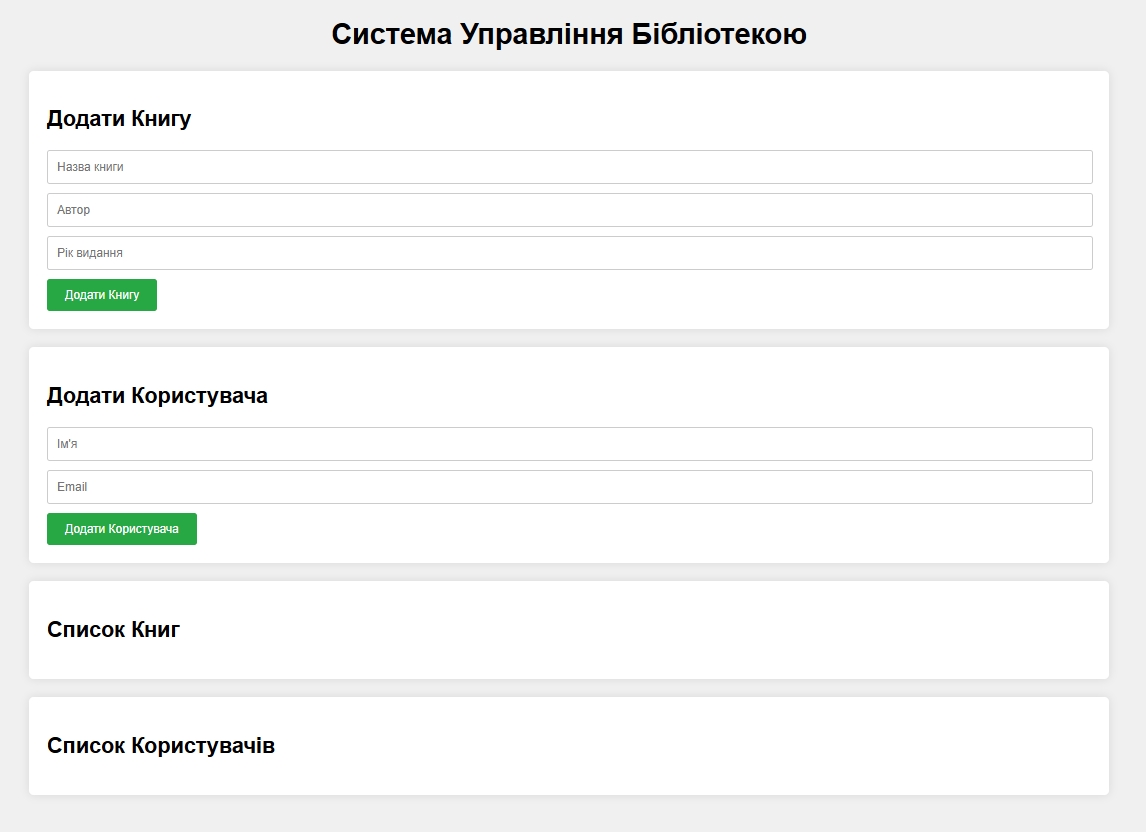 Система Управління Бібліотекою
Додати Книгу
Назва книги
Автор
Рік видання
Додати Книгу
Додати Користувача
Ім'я
Email
Додати Користувача
Список Книг
Список Користувачів